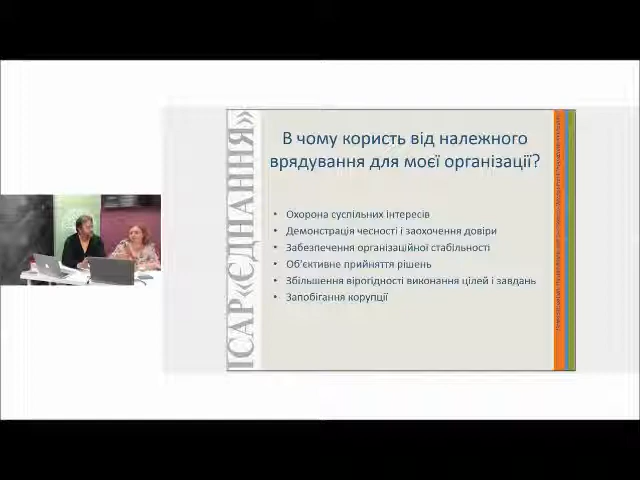 ІСАР«ЄДНАННЯ»
В чому користь від належного
врядування для моєї організації?
• Охорона суспільних інтересів
• Демонстрація чесності і заохочення довіри
• Забезпечення організаційної стабільності
• Об'єктивне прийняття рішень
• Збільшення вірогідності виконання цілей і завдань
• Запобігання корупції